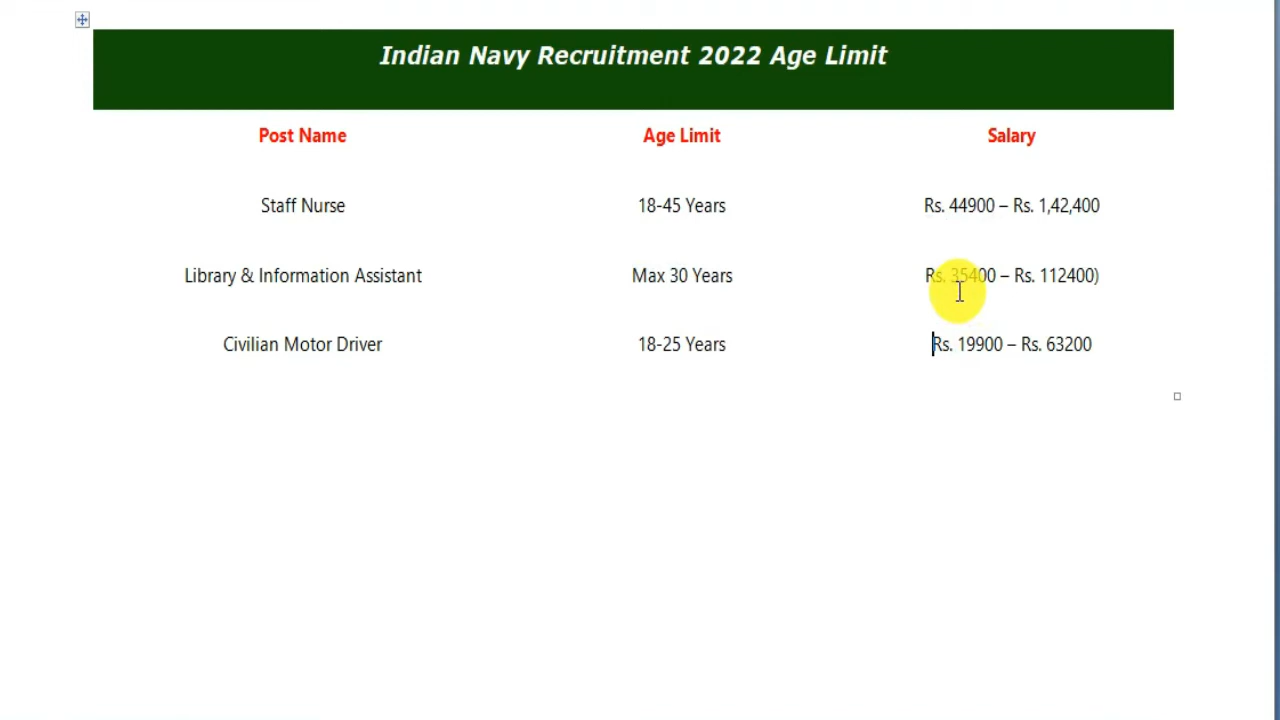 Indian Navy Recruitment 2022 Age Limit
Post Name Age Limit Salary
Staff Nurse 18-45 Years Rs. 44900 – Rs. 1,42,400
Library & Information Assistant Max 30 Years Rs. 35400 – Rs. 112400)
Civilian Motor Driver 18-25 Years Rs. 19900 – Rs. 63200